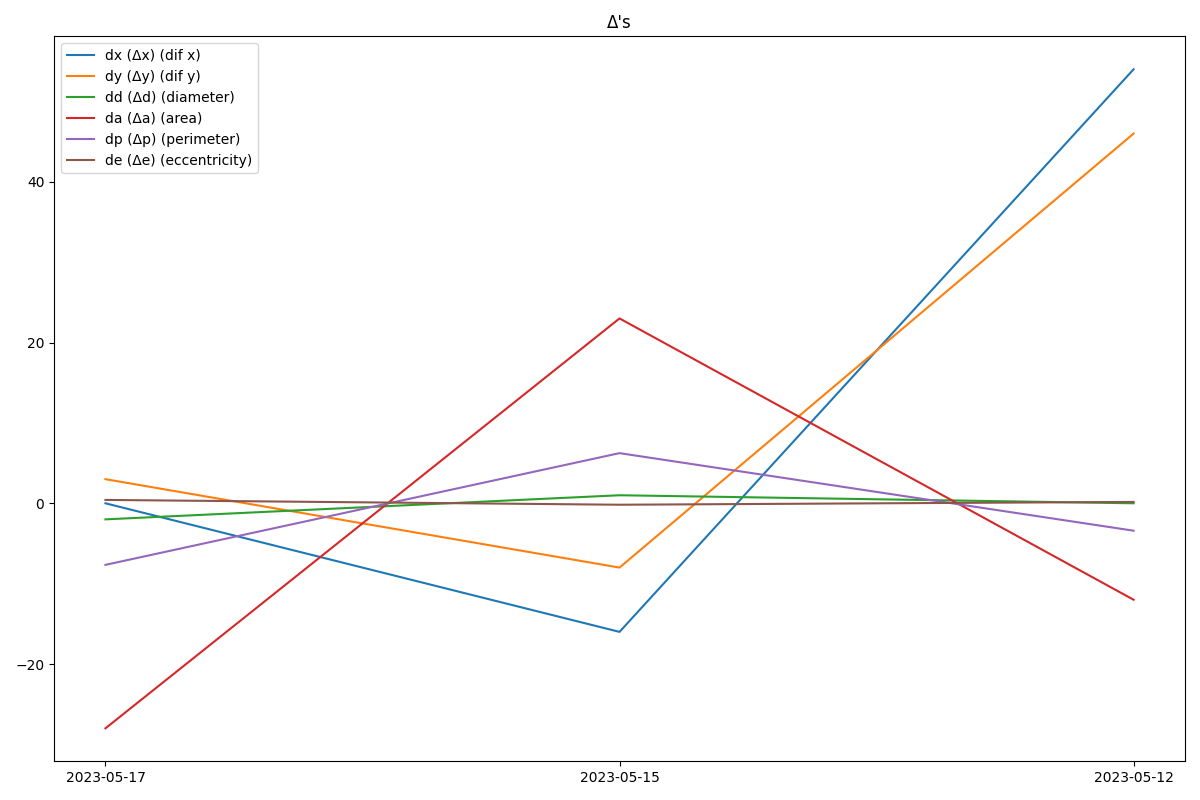 Δ's
dx (Δx) (dif x)
dy (Δy) (dif y)
dd (Δd) (diameter)
da (Δa) (area)
dp (Δp) (perimeter)
de (Δe) (eccentricity)
40
20
0
−20
2023-05-17
2023-05-15
2023-05-12